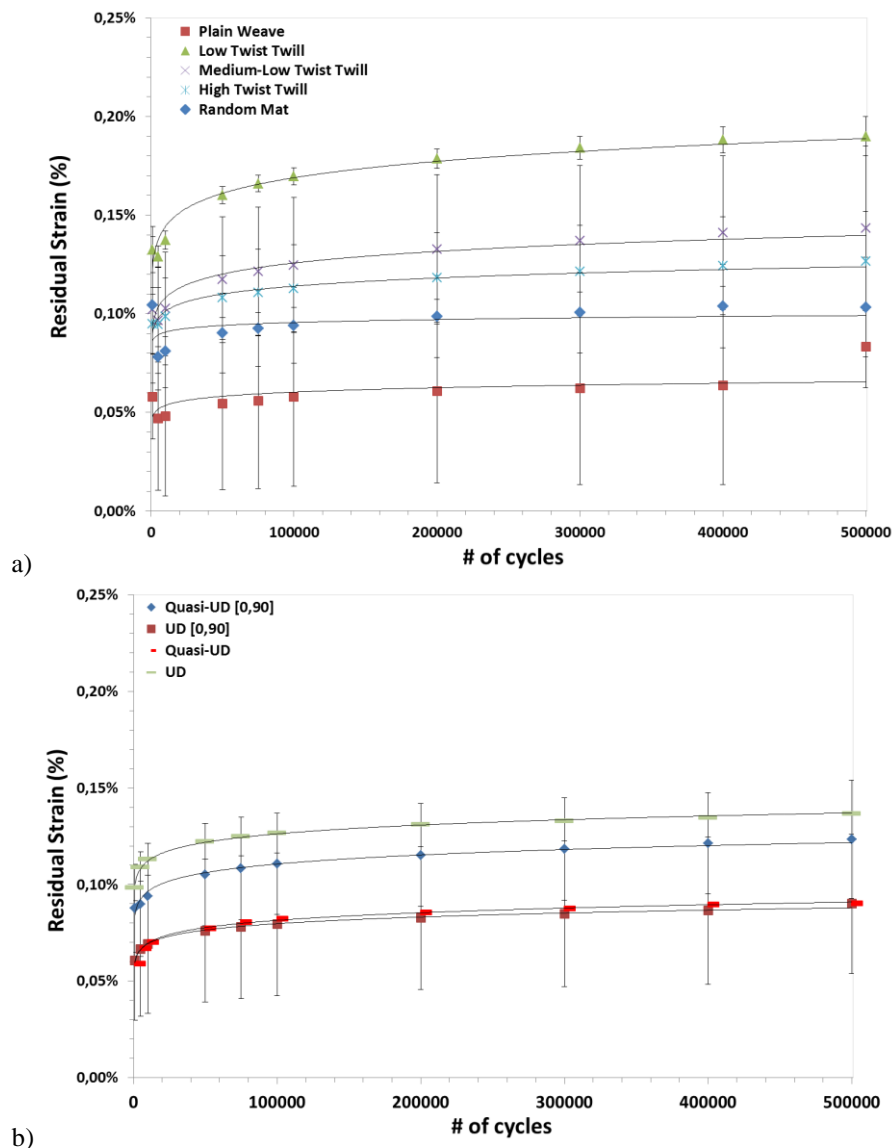 0,25%
Plain Weave
Low Twist Twill
Medium-Low Twist Twill
High Twist Twill
Random Mat
0,20%
0,15%
0,10%
0,05%
0,00%
Residual Strain (%)
0 100000 200000 300000 400000 500000
# of cycles
a)
0,25%
Quasi-UD [0,90]
UD [0,90]
Quasi-UD
UD
0,20%
0,15%
0,10%
0,05%
0,00%
Residual Strain (%)
0 100000 200000 300000 400000 500000
# of cycles
b)